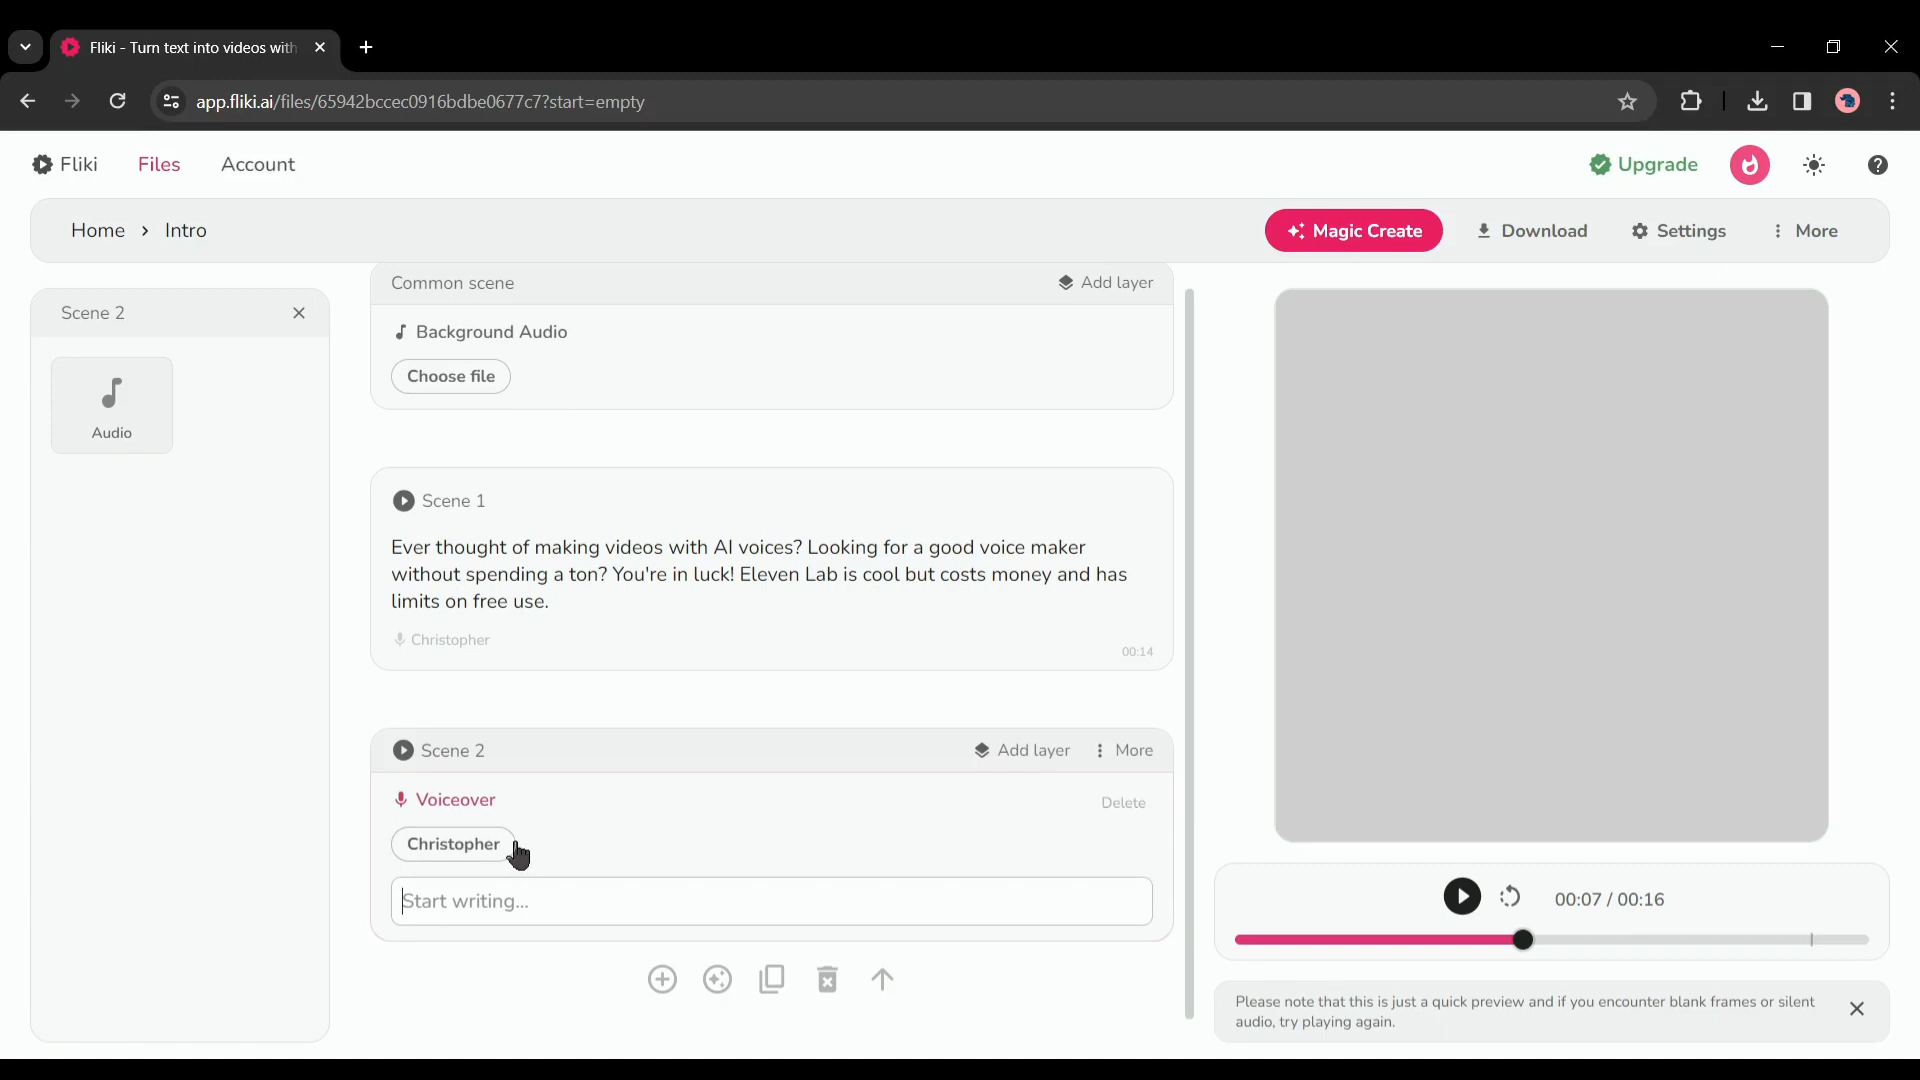 Fliki - Turn text into videos with
app.fliki.ai/files/65942bccec0916bdbe0677c7?start=empty
Fliki Files Account Upgrade
Home > Intro Magic Create Download Settings More
Scene 2
Audio
Common scene Add layer
Background Audio
Choose file
Scene 1
Ever thought of making videos with AI voices? Looking for a good voice maker
without spending a ton? You're in luck! Eleven Lab is cool but costs money and has
limits on free use.
Christopher
00:14
Scene 2 Add layer More
Voiceover Delete
Christopher
Start writing...
00:07 / 00:16
Please note that this is just a quick preview and if you encounter blank frames or silent
audio, try playing again.